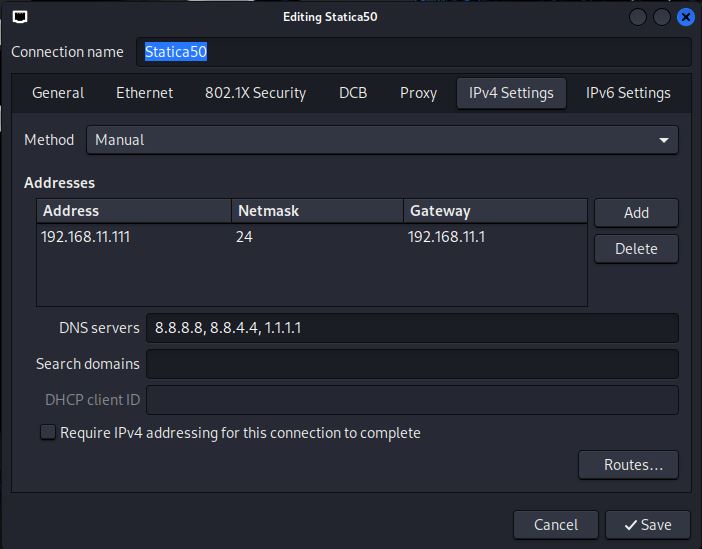 Editing Statica50
Connection name Statica50
General Ethernet 802.1X Security DCB Proxy IPv4 Settings IPv6 Settings
Method Manual
Addresses
Address Netmask Gateway Add
192.168.11.111 24 192.168.11.1
Delete
DNS servers 8.8.8.8, 8.8.4.4, 1.1.1.1
Search domains
DHCP client ID
Require IPv4 addressing for this connection to complete
Routes...
Cancel Save